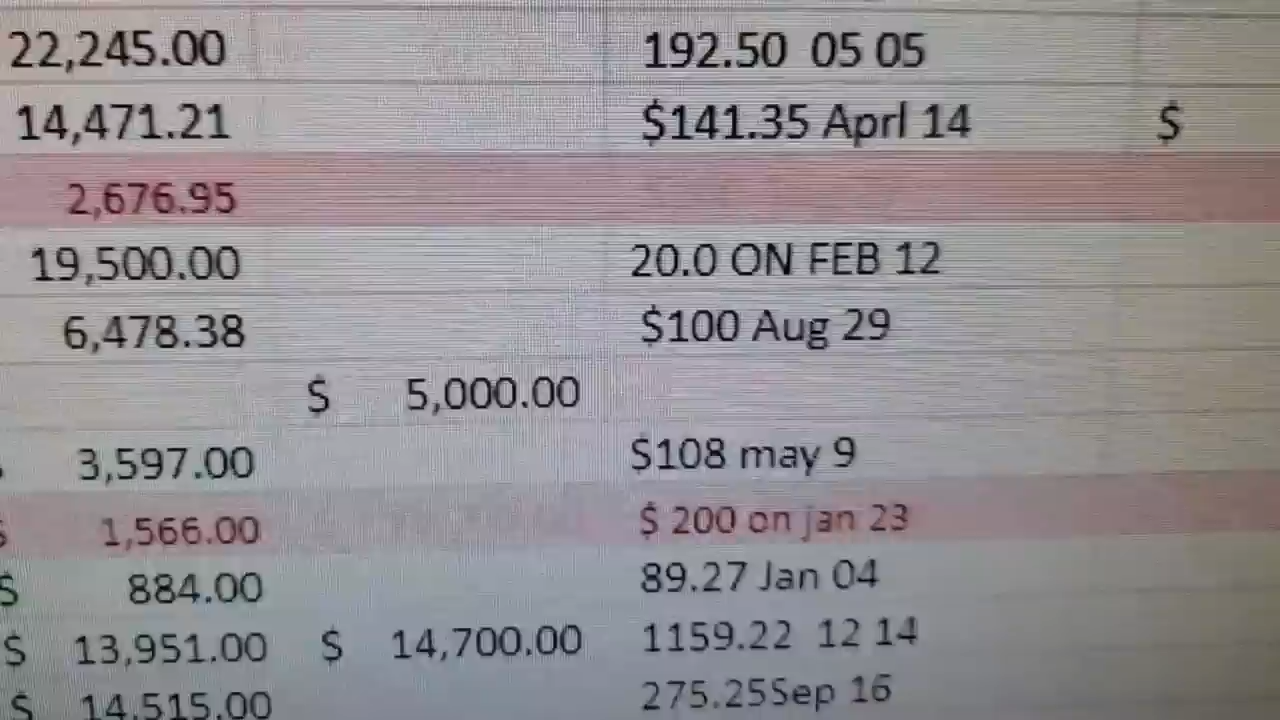 22,245.00 192.50 05 05
14,471.21 $141.35 Aprl 14 $
2,676.95
19,500.00 20.0 ON FEB 12
6,478.38 $100 Aug 29
$ 5,000.00
3,597.00 $108 may 9
$ 1,566.00 $ 200 on jan 23
$ 884.00 89.27 Jan 04
$ 13,951.00 $ 14,700.00 1159.22 12 14
$ 14,515.00 275.25Sep 16